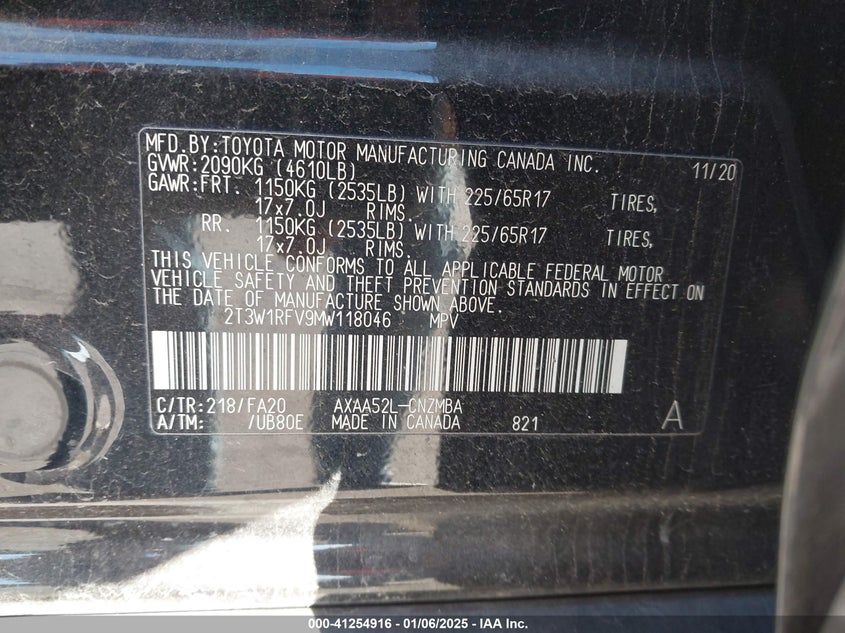 MFD.BY:TOYOTA MOTOR MANUFACTURING CANADA INC. 11/20
GVWR:2090KG (4610LB)
GAWR:FRT. 1150KG (2535LB) WITH 225/65R17 TIRES,
17x7.0J RIMS.
RR. 1150KG (2535LB) WITH 225/65R17 TIRES,
17x7.0J RIMS.
THIS VEHICLE CONFORMS TO ALL APPLICABLE FEDERAL MOTOR
VEHICLE SAFETY AND THEFT PREVENTION STANDARDS IN EFFECT ON
THE DATE OF MANUFACTURE SHOWN ABOVE.
2T3W1RFV9MW118046 MPV
C/TR:218/FA20 AXAA52L-CNZMBA
A/TM: /UB80E MADE IN CANADA 821 A
000-41254916 - 01/06/2025 - IAA Inc.